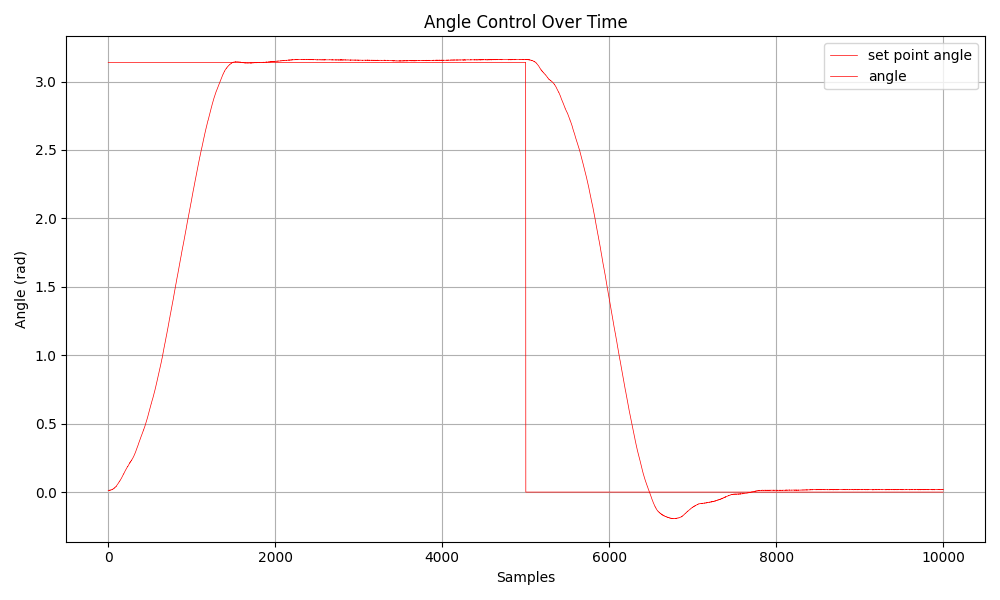 Angle Control Over Time
set point angle
angle
Angle (rad)
3.0
2.5
2.0
1.5
1.0
0.5
0.0
0
2000
4000
6000
8000
10000
Samples